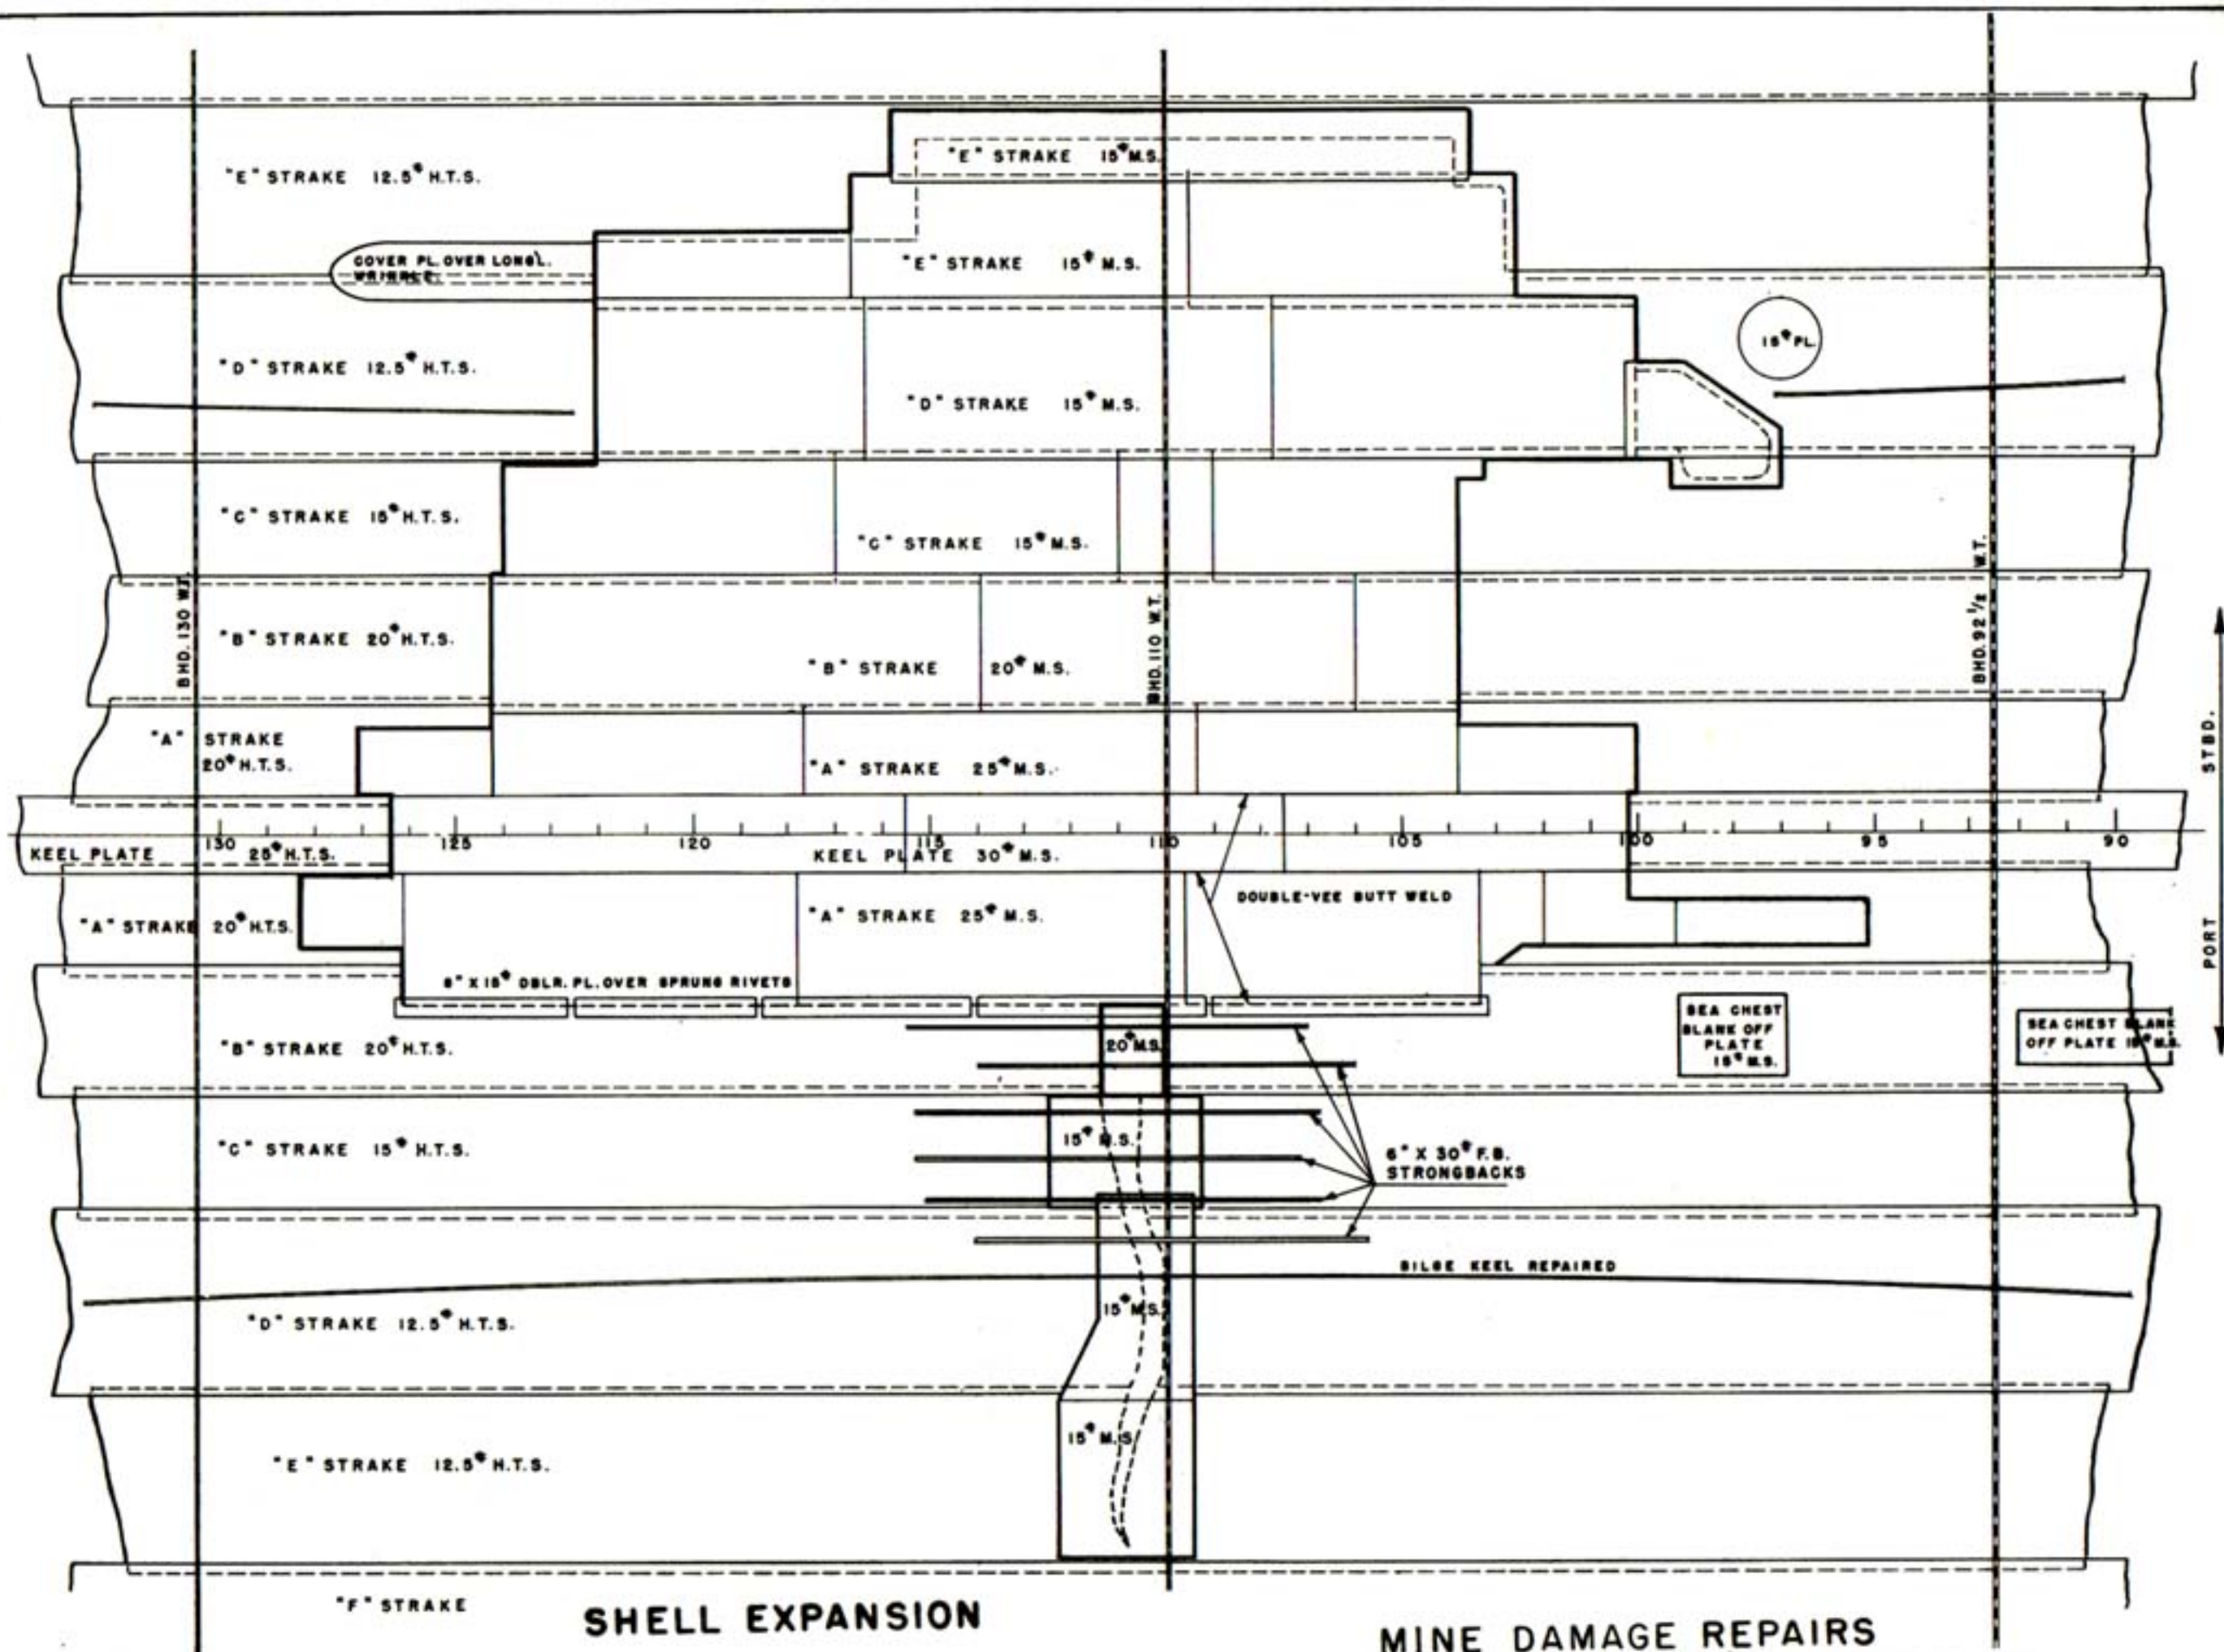 "E" STRAKE 15# M.S.
"E" STRAKE 12.5# H.T.S.
COVER PL. OVER LONG'L.
WRINKLE.
"E" STRAKE 15# M.S.
15# PL.
"D" STRAKE 12.5# H.T.S.
"D" STRAKE 15# M.S.
"C" STRAKE 15# H.T.S.
"C" STRAKE 15# M.S.
BHD. 130 W.T.
BHD. 110 W.T.
BHD. 92 1/2 W.T.
"B" STRAKE 20# H.T.S.
"B" STRAKE 20# M.S.
"A" STRAKE
20# H.T.S.
"A" STRAKE 25# M.S.
STBD.
PORT
130 125 120 115 110 105 100 95 90
KEEL PLATE 25# H.T.S.
KEEL PLATE 30# M.S.
DOUBLE-VEE BUTT WELD
"A" STRAKE 20# H.T.S.
"A" STRAKE 25# M.S.
6" X 15# DBLR. PL. OVER SPRUNG RIVETS
SEA CHEST
BLANK OFF
PLATE
15# M.S.
SEA CHEST BLANK
OFF PLATE 15# M.S.
"B" STRAKE 20# H.T.S.
20# M.S.
"C" STRAKE 15# H.T.S.
15# M.S.
6" X 30# F.B.
STRONGBACKS
BILGE KEEL REPAIRED
"D" STRAKE 12.5# H.T.S.
15# M.S.
15# M.S.
"E" STRAKE 12.5# H.T.S.
"F" STRAKE
SHELL EXPANSION
MINE DAMAGE REPAIRS